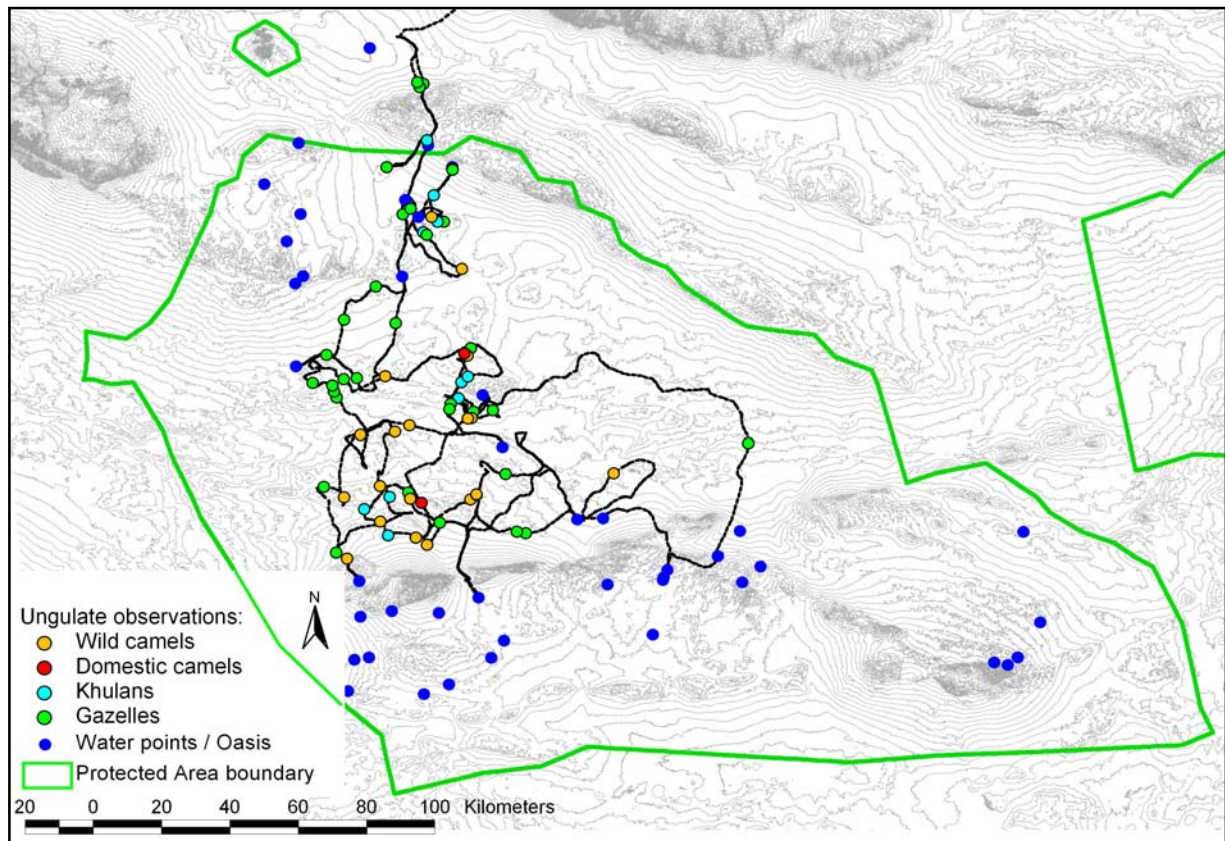 N
Ungulate observations:
Wild camels
Domestic camels
Khulans
Gazelles
Water points / Oasis
Protected Area boundary
20 0 20 40 60 80 100 Kilometers